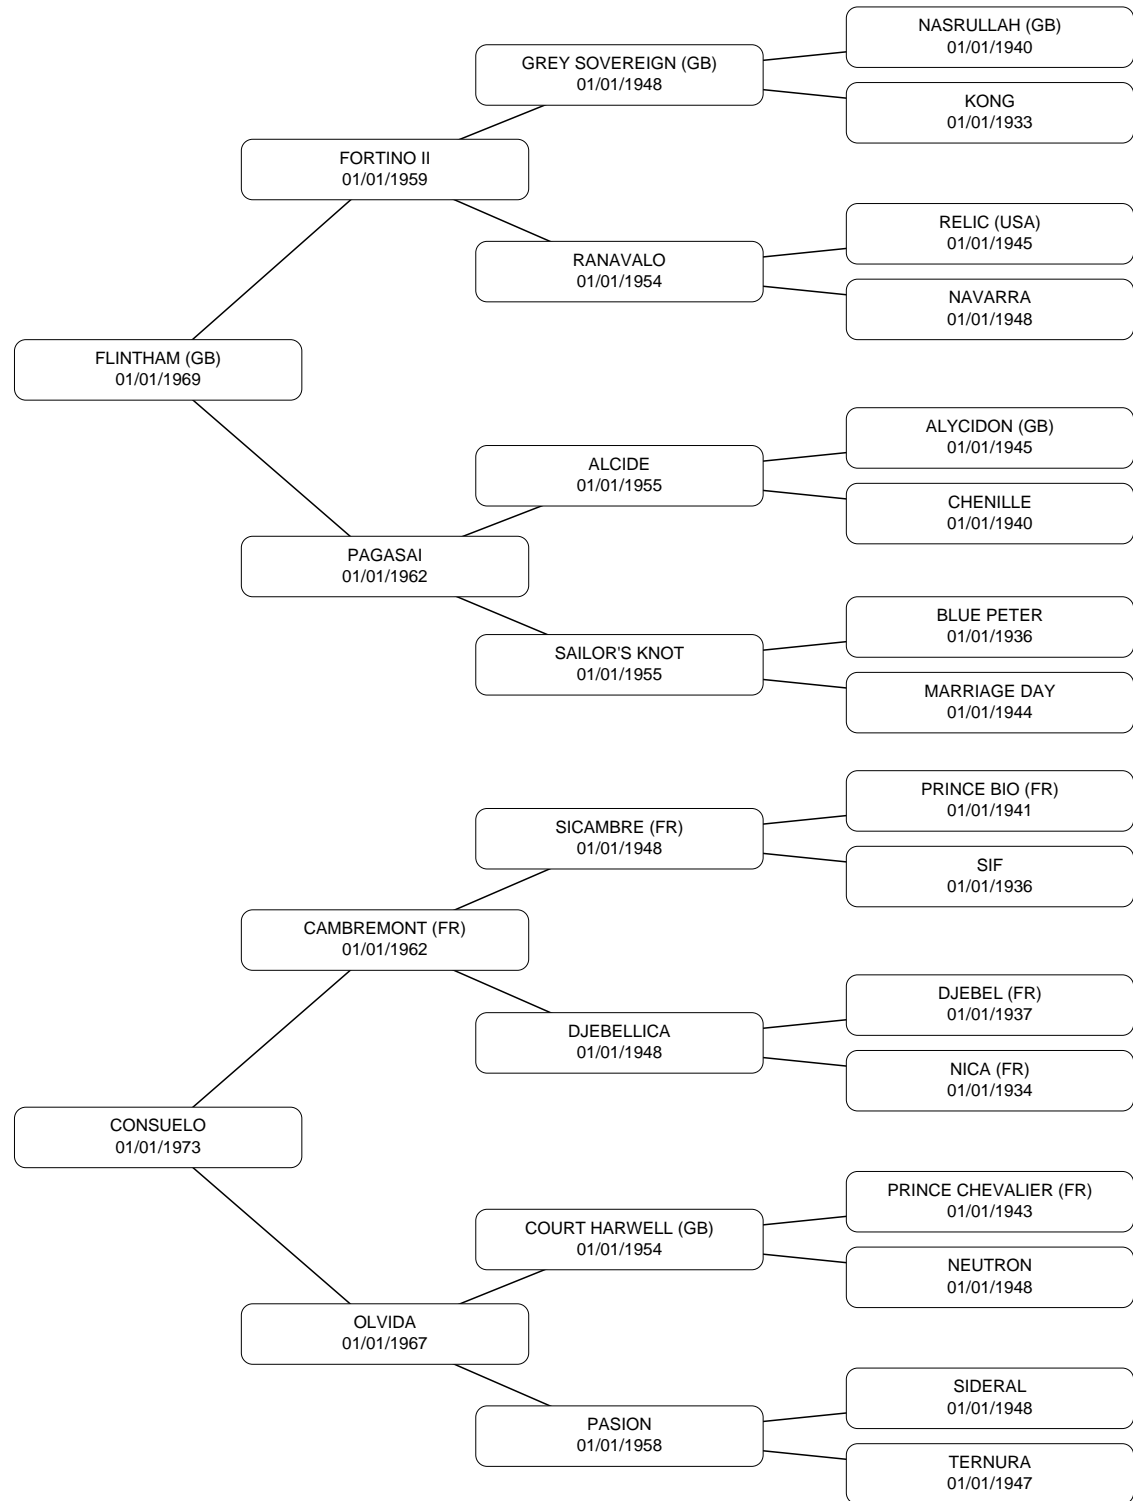 NASRULLAH (GB)
01/01/1940
GREY SOVEREIGN (GB)
01/01/1948
KONG
01/01/1933
FORTINO II
01/01/1959
RELIC (USA)
01/01/1945
RANAVALO
01/01/1954
NAVARRA
01/01/1948
FLINTHAM (GB)
01/01/1969
ALYCIDON (GB)
01/01/1945
ALCIDE
01/01/1955
CHENILLE
01/01/1940
PAGASAI
01/01/1962
BLUE PETER
01/01/1936
SAILOR'S KNOT
01/01/1955
MARRIAGE DAY
01/01/1944
PRINCE BIO (FR)
01/01/1941
SICAMBRE (FR)
01/01/1948
SIF
01/01/1936
CAMBREMONT (FR)
01/01/1962
DJEBEL (FR)
01/01/1937
DJEBELLICA
01/01/1948
NICA (FR)
01/01/1934
CONSUELO
01/01/1973
PRINCE CHEVALIER (FR)
01/01/1943
COURT HARWELL (GB)
01/01/1954
NEUTRON
01/01/1948
OLVIDA
01/01/1967
SIDERAL
01/01/1948
PASION
01/01/1958
TERNURA
01/01/1947